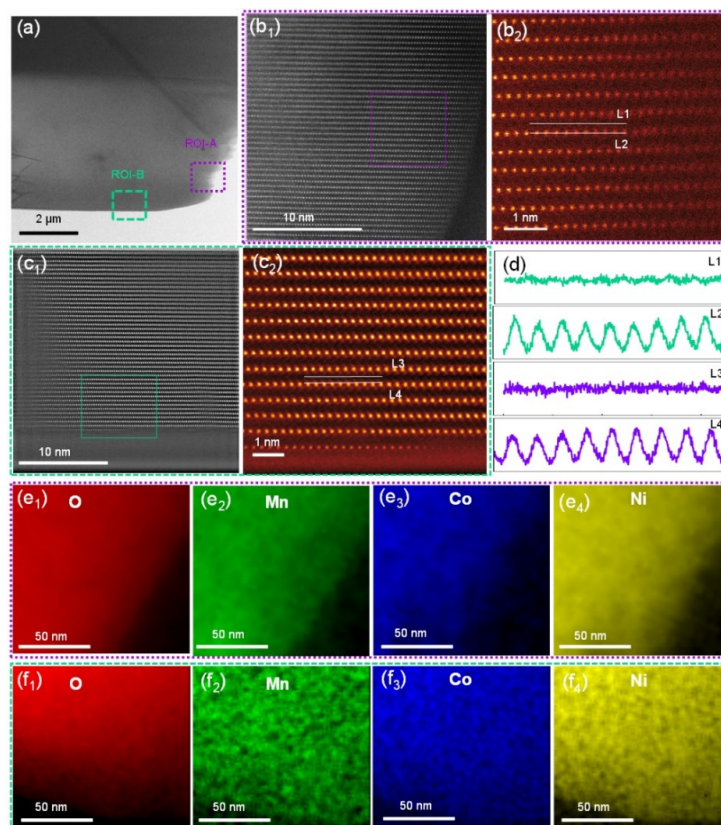 (a)
ROI-A
ROI-B
2 μm
(b₁)
10 nm
(b₂)
L1
L2
1 nm
(c₁)
10 nm
(c₂)
L3
L4
1 nm
(d)
L1
L2
L3
L4
(e₁)
O
50 nm
(e₂)
Mn
50 nm
(e₃)
Co
50 nm
(e₄)
Ni
50 nm
(f₁)
O
50 nm
(f₂)
Mn
50 nm
(f₃)
Co
50 nm
(f₄)
Ni
50 nm